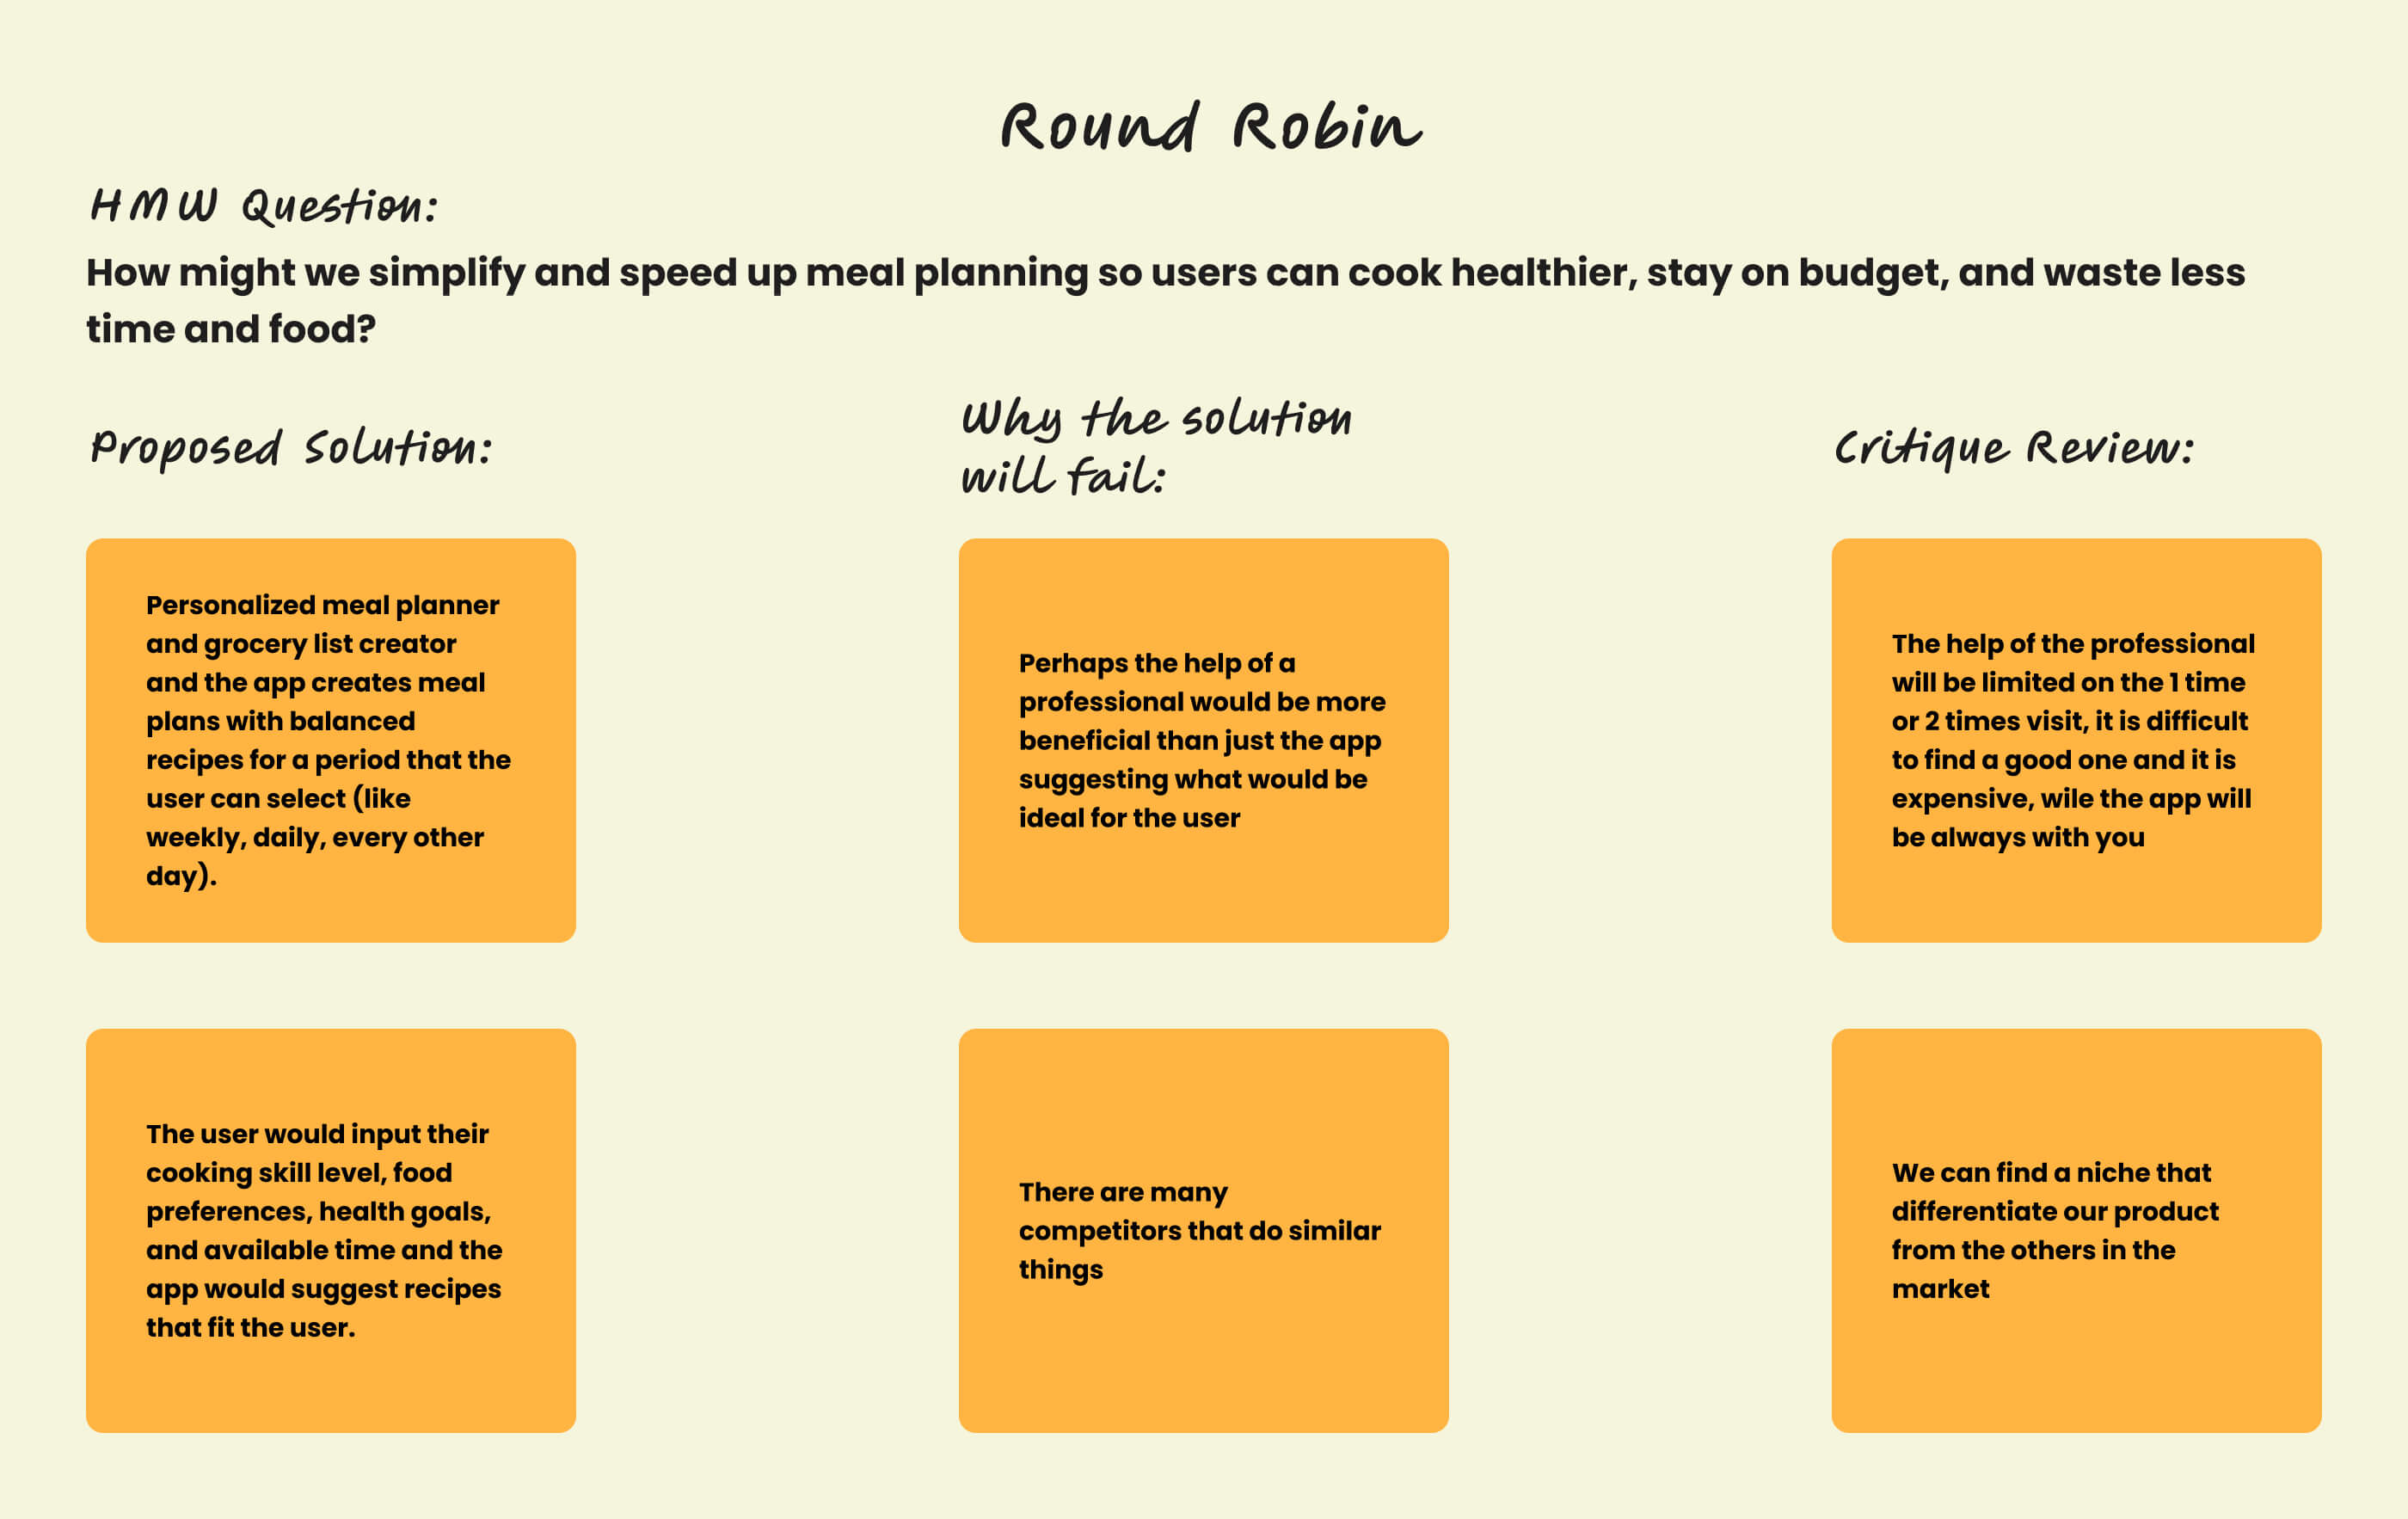 Round Robin
HMW Question:
How might we simplify and speed up meal planning so users can cook healthier, stay on budget, and waste less
time and food?
Proposed Solution:
Why the solution
will fail:
Critique Review:
Personalized meal planner
and grocery list creator
and the app creates meal
plans with balanced
recipes for a period that the
user can select (like
weekly, daily, every other
day).
Perhaps the help of a
professional would be more
beneficial than just the app
suggesting what would be
ideal for the user
The help of the professional
will be limited on the 1 time
or 2 times visit, it is difficult
to find a good one and it is
expensive, wile the app will
be always with you
The user would input their
cooking skill level, food
preferences, health goals,
and available time and the
app would suggest recipes
that fit the user.
There are many
competitors that do similar
things
We can find a niche that
differentiate our product
from the others in the
market